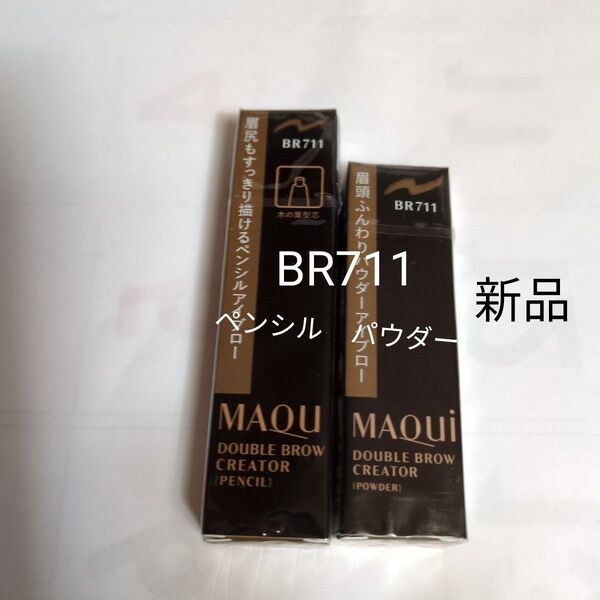 眉尻もすっきり描けるペンシルアイブロー
BR711
木の葉型芯
MAQU
DOUBLE BROW
CREATOR
(PENCIL)
眉頭ふんわりパウダーアイブロー
BR711
MAQui
DOUBLE BROW
CREATOR
(POWDER)
BR711
ペンシル パウダー
新品